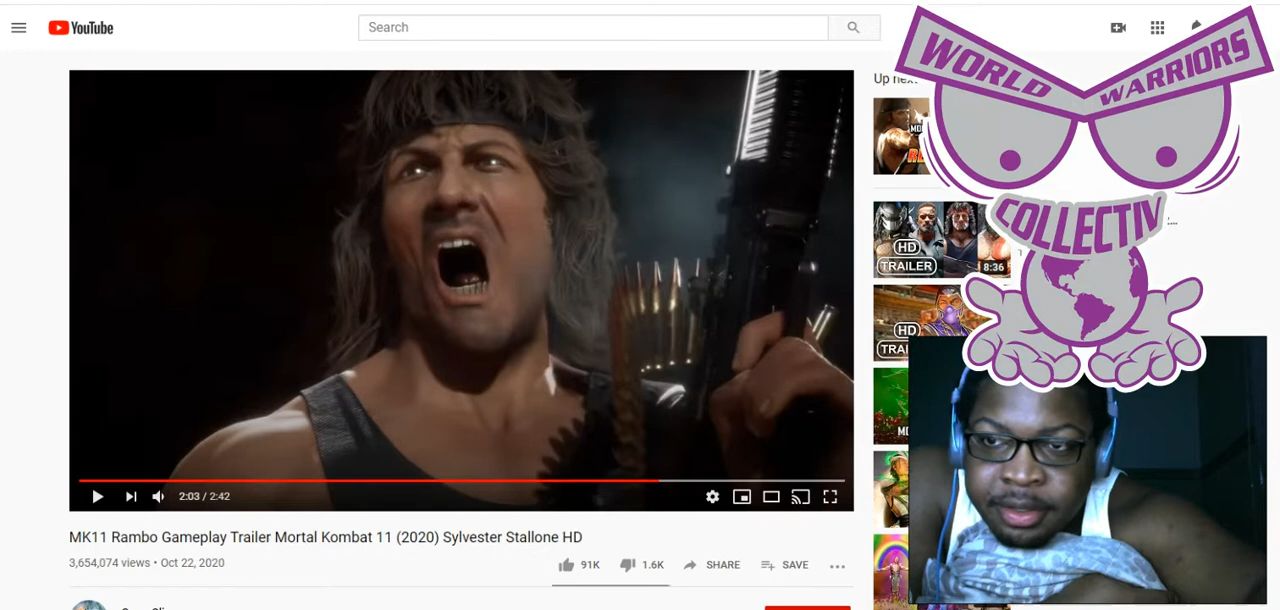 YouTube
Search
WORLD
WARRIORS
Up next
COLLECTIV
HD
TRAILER
8:36
HD
2:03 / 2:42
MK11 Rambo Gameplay Trailer Mortal Kombat 11 (2020) Sylvester Stallone HD
3,654,074 views • Oct 22, 2020
91K
1.6K
SHARE
SAVE